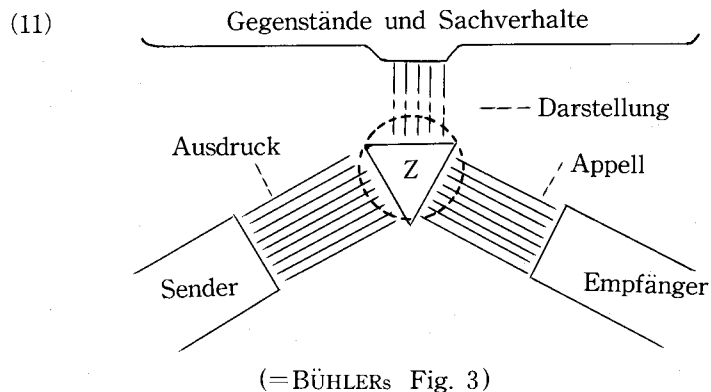 (11)
Gegenstände und Sachverhalte
Darstellung
Ausdruck
Appell
Z
Sender
Empfänger
(=BÜHLERs Fig. 3)